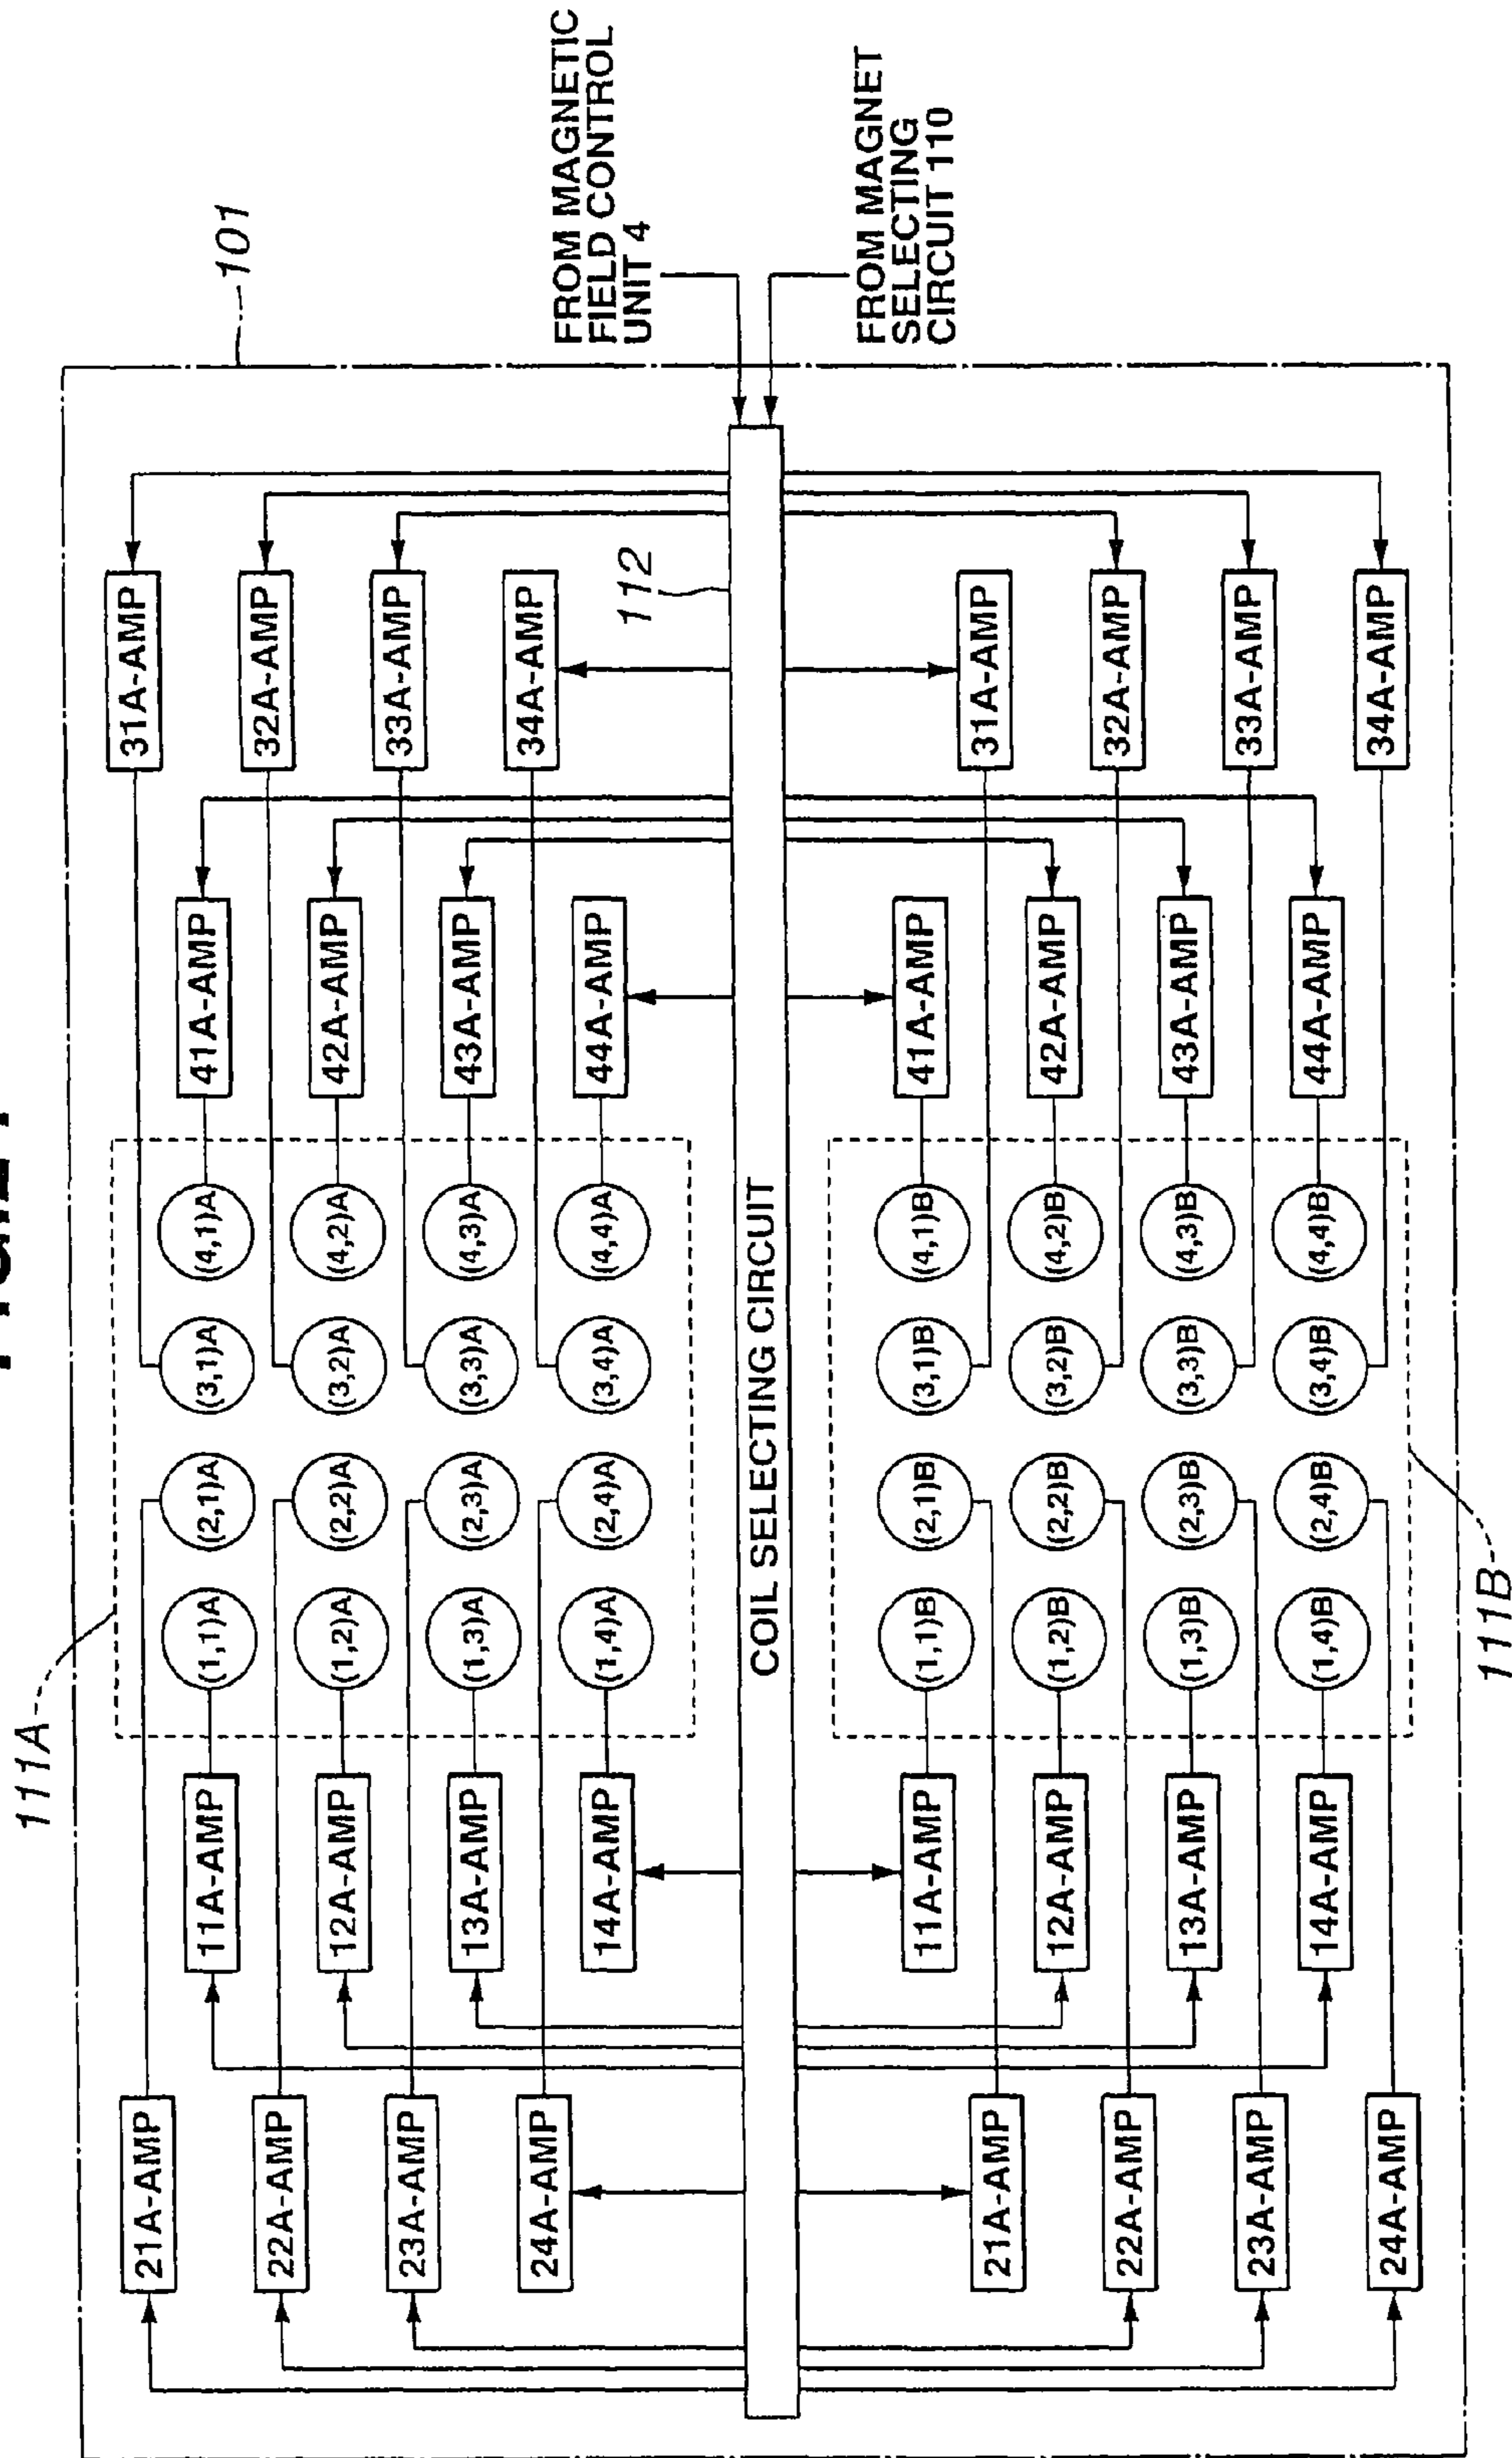 111A
101
FROM MAGNETIC
FIELD CONTROL
UNIT 4
FROM MAGNET
SELECTING
CIRCUIT 110
21A-AMP
22A-AMP
23A-AMP
24A-AMP
11A-AMP
12A-AMP
13A-AMP
14A-AMP
(1,1)A
(2,1)A
(3,1)A
(4,1)A
(1,2)A
(2,2)A
(3,2)A
(4,2)A
(1,3)A
(2,3)A
(3,3)A
(4,3)A
(1,4)A
(2,4)A
(3,4)A
(4,4)A
41A-AMP
42A-AMP
43A-AMP
44A-AMP
31A-AMP
32A-AMP
33A-AMP
34A-AMP
112
COIL SELECTING CIRCUIT
21A-AMP
22A-AMP
23A-AMP
24A-AMP
11A-AMP
12A-AMP
13A-AMP
14A-AMP
(1,1)B
(2,1)B
(3,1)B
(4,1)B
(1,2)B
(2,2)B
(3,2)B
(4,2)B
(1,3)B
(2,3)B
(3,3)B
(4,3)B
(1,4)B
(2,4)B
(3,4)B
(4,4)B
41A-AMP
42A-AMP
43A-AMP
44A-AMP
31A-AMP
32A-AMP
33A-AMP
34A-AMP
111B